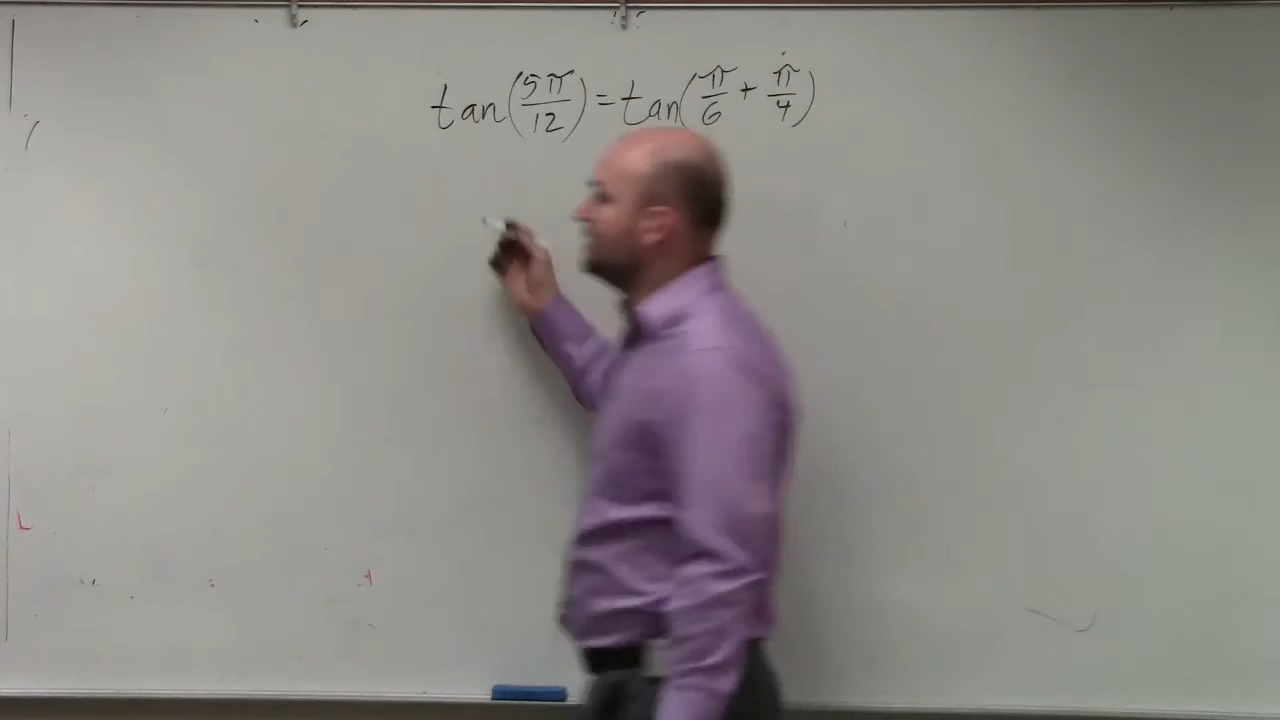 tan(5π/12) = tan(π/6 + π/4)